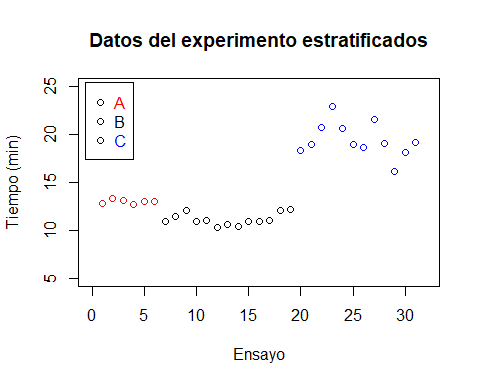 Datos del experimento estratificados
Tiempo (min)
25
20
15
10
5
A
B
C
0 5 10 15 20 25 30
Ensayo